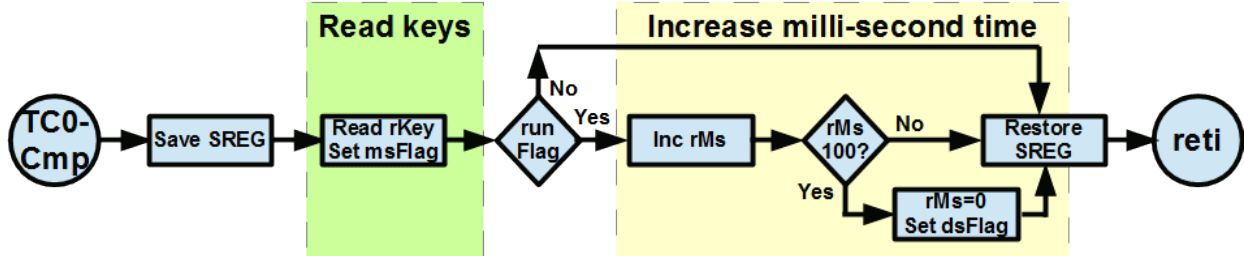 Read keys
Increase milli-second time
TC0-
Cmp
Save SREG
Read rKey
Set msFlag
run
Flag
No
Yes
Inc rMs
rMs
100?
No
Yes
rMs=0
Set dsFlag
Restore
SREG
reti